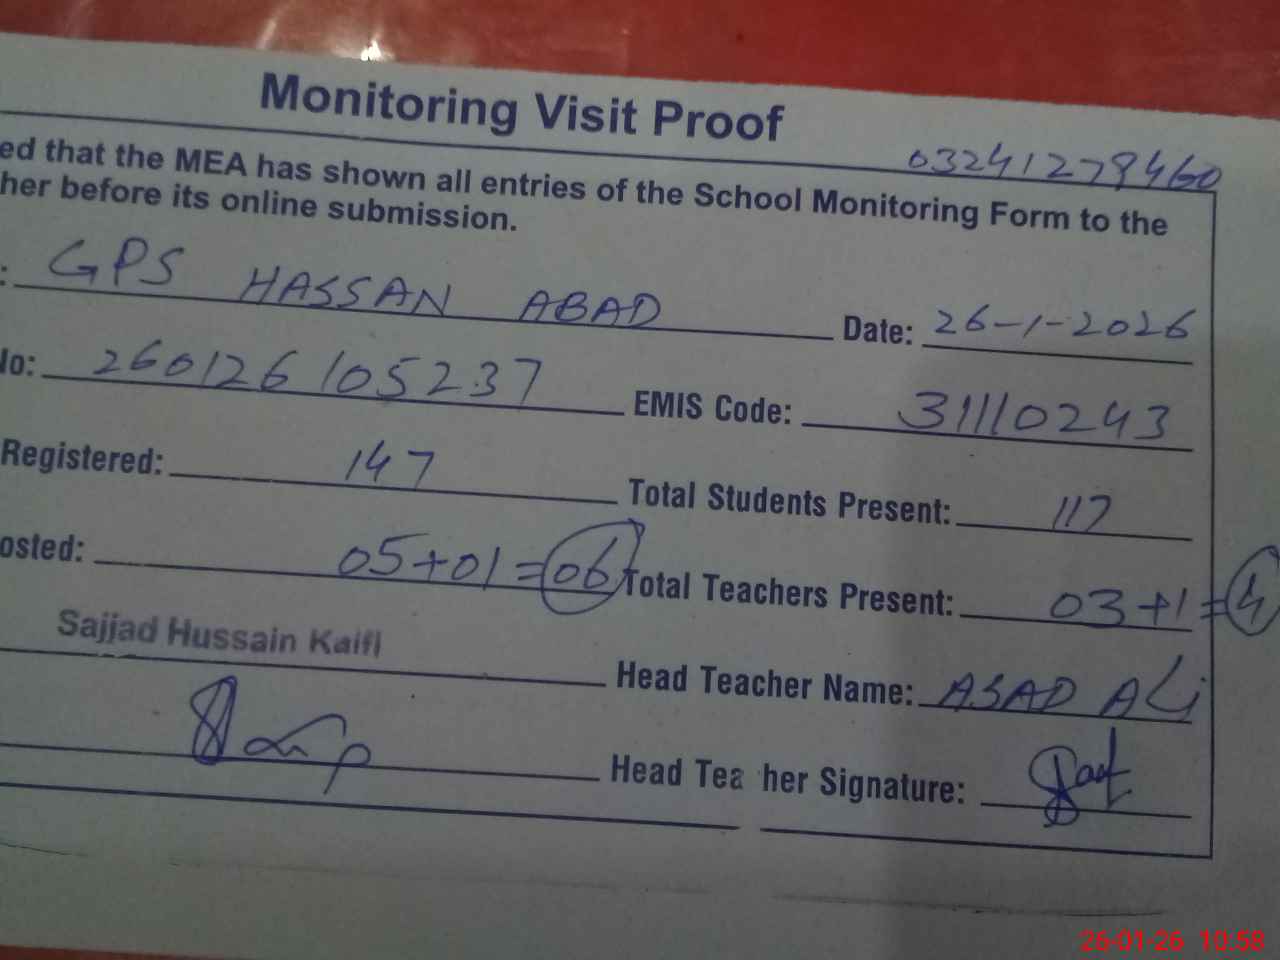 Monitoring Visit Proof
03241279460
ed that the MEA has shown all entries of the School Monitoring Form to the
her before its online submission.
: GPS HASSAN ABAD Date: 26-1-2026
No: 260126105237 EMIS Code: 31110243
Registered: 147 Total Students Present: 117
osted: 05+01=06 Total Teachers Present: 03+1=4
Sajjad Hussain Kaifi Head Teacher Name: ASAD ALi
Head Tea her Signature:
26-01-26 10:58